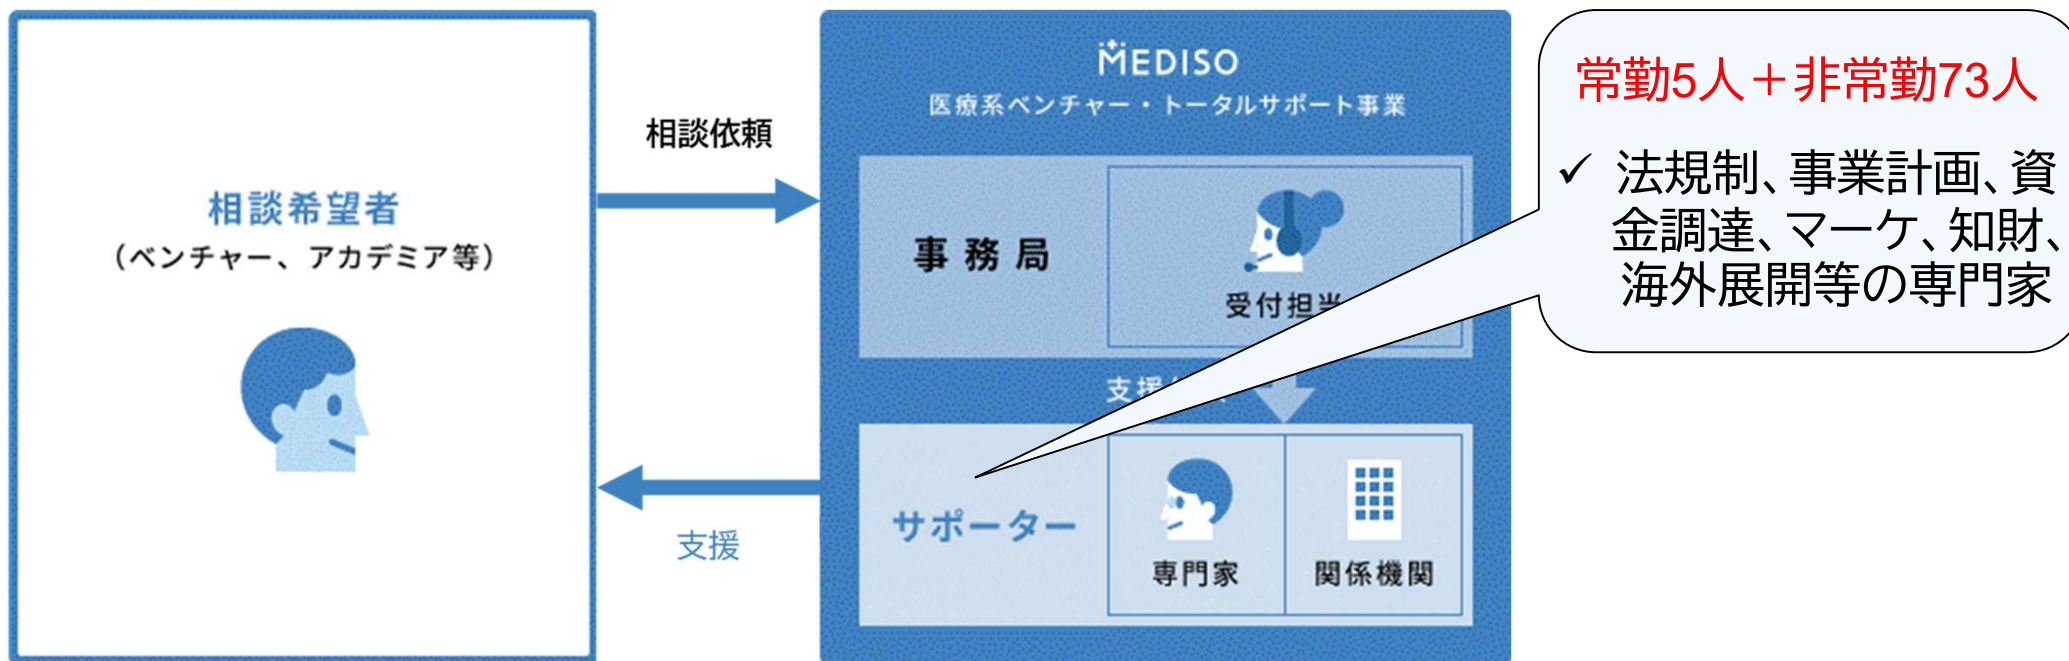 相談希望者
（ベンチャー、アカデミア等）
相談依頼
支援
MEDISO
医療系ベンチャー・トータルサポート事業
事務局
受付担当
支援
サポーター
専門家
関係機関
常勤5人＋非常勤73人
✓ 法規制、事業計画、資
金調達、マーケ、知財、
海外展開等の専門家